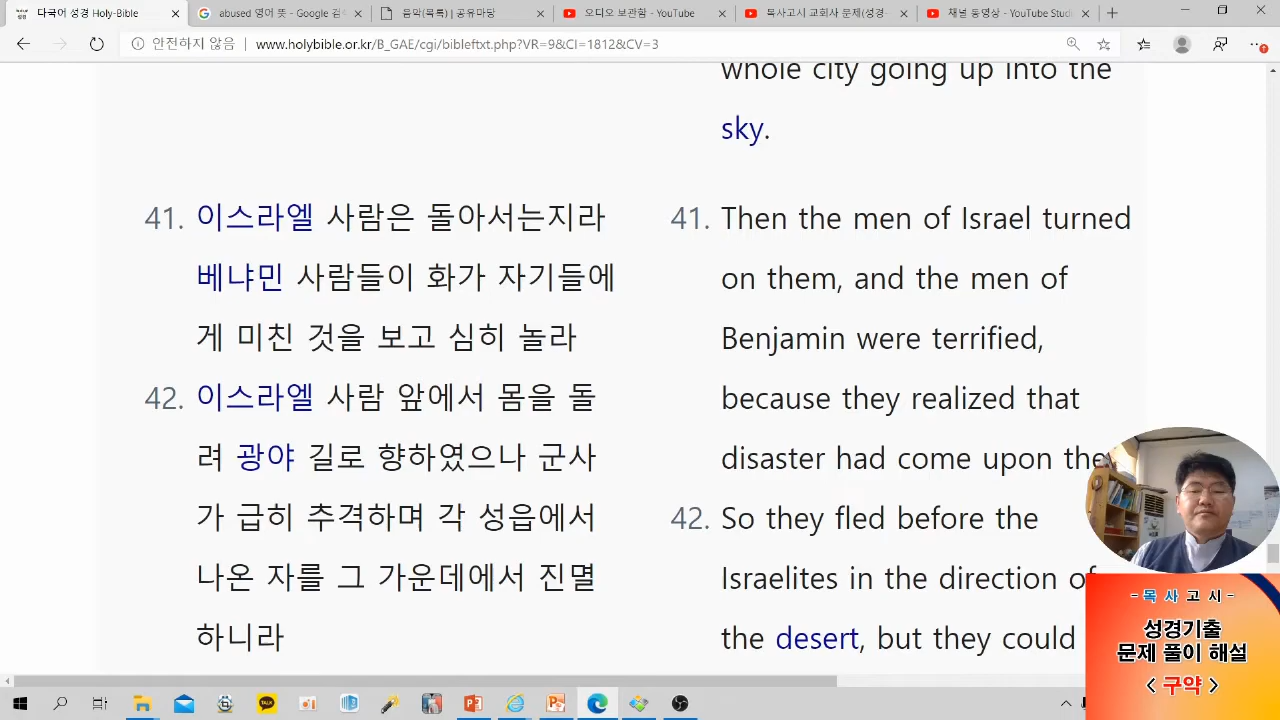 다국어 성경 Holy-Bible
abused 영어 뜻 - Google 검
음악(목록) | 공유마당
오디오 보관함 - YouTube
목사고시 교회사 문제(성경-
채널 동영상 - YouTube Stud
안전하지 않음
www.holybible.or.kr/B_GAE/cgi/bibleftxt.php?VR=9&CI=1812&CV=3
whole city going up into the
sky.
41. 이스라엘 사람은 돌아서는지라
베냐민 사람들이 화가 자기들에
게 미친 것을 보고 심히 놀라
42. 이스라엘 사람 앞에서 몸을 돌
려 광야 길로 향하였으나 군사
가 급히 추격하며 각 성읍에서
나온 자를 그 가운데에서 진멸
하니라
41. Then the men of Israel turned
on them, and the men of
Benjamin were terrified,
because they realized that
disaster had come upon the
42. So they fled before the
Israelites in the direction of
the desert, but they could
- 목 사 고 시 -
성경기출
문제 풀이 해설
< 구약 >